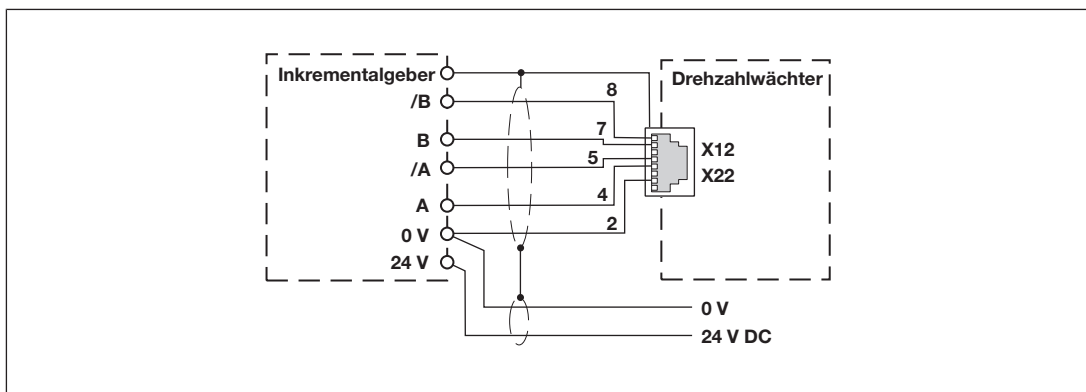 Inkrementalgeber
Drehzahlwächter
/B
8
B
7
X12
/A
5
X22
A
4
0 V
2
24 V
0 V
24 V DC